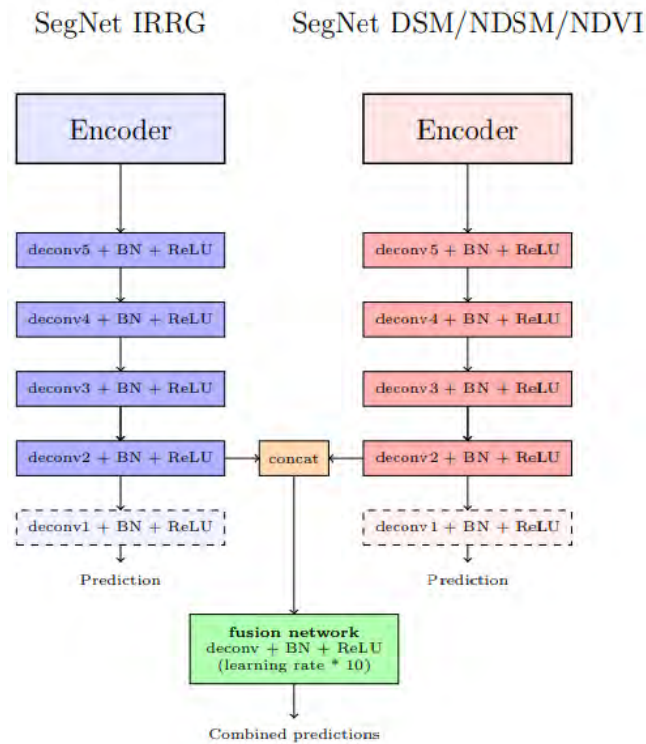 SegNet IRRG
SegNet DSM/NDSM/NDVI
Encoder
Encoder
deconv5 + BN + ReLU
deconv5 + BN + ReLU
deconv4 + BN + ReLU
deconv4 + BN + ReLU
deconv3 + BN + ReLU
deconv3 + BN + ReLU
deconv2 + BN + ReLU
concat
deconv2 + BN + ReLU
deconv1 + BN + ReLU
deconv1 + BN + ReLU
Prediction
Prediction
fusion network
deconv + BN + ReLU
(learning rate * 10)
Combined predictions